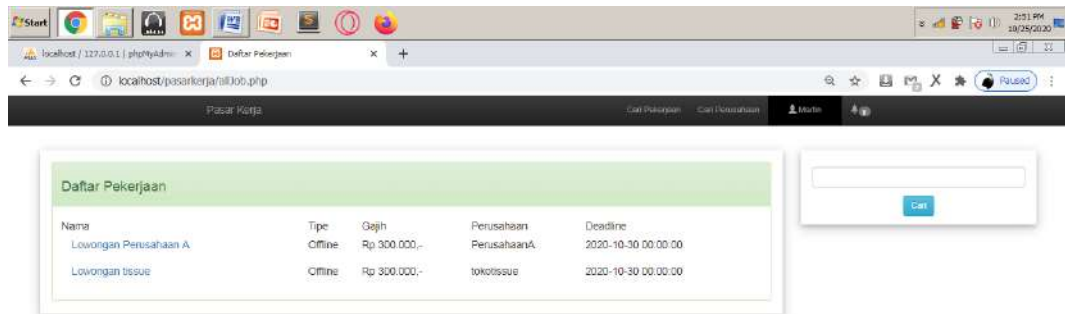 Start
2:51 PM
10/25/2020
localhost / 127.0.0.1 | phpMyAdmin
Daftar Pekerjaan
localhost/pasarkerja/allJob.php
Paused
Pasar Kerja Cari Pekerjaan Cari Perusahaan Martin
Daftar Pekerjaan
Cari
Nama Tipe Gajih Perusahaan Deadline
Lowongan Perusahaan A Offline Rp 300.000,- PerusahaanA 2020-10-30 00:00:00
Lowongan tissue Offline Rp 300.000,- tokotissue 2020-10-30 00:00:00